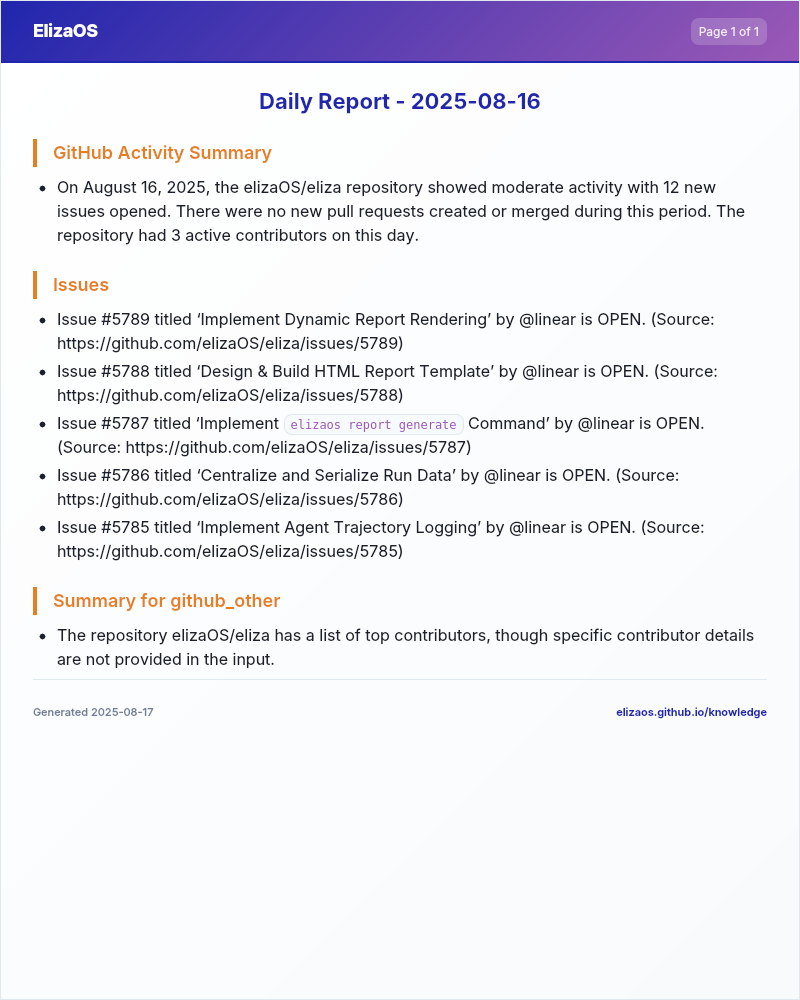 ElizaOS
Page 1 of 1
Daily Report - 2025-08-16
GitHub Activity Summary
• On August 16, 2025, the elizaOS/eliza repository showed moderate activity with 12 new
issues opened. There were no new pull requests created or merged during this period. The
repository had 3 active contributors on this day.
Issues
• Issue #5789 titled ‘Implement Dynamic Report Rendering’ by @linear is OPEN. (Source:
https://github.com/elizaOS/eliza/issues/5789)
• Issue #5788 titled ‘Design & Build HTML Report Template’ by @linear is OPEN. (Source:
https://github.com/elizaOS/eliza/issues/5788)
• Issue #5787 titled ‘Implement elizaos report generate Command’ by @linear is OPEN.
(Source: https://github.com/elizaOS/eliza/issues/5787)
• Issue #5786 titled ‘Centralize and Serialize Run Data’ by @linear is OPEN. (Source:
https://github.com/elizaOS/eliza/issues/5786)
• Issue #5785 titled ‘Implement Agent Trajectory Logging’ by @linear is OPEN. (Source:
https://github.com/elizaOS/eliza/issues/5785)
Summary for github_other
• The repository elizaOS/eliza has a list of top contributors, though specific contributor details
are not provided in the input.
Generated 2025-08-17
elizaos.github.io/knowledge